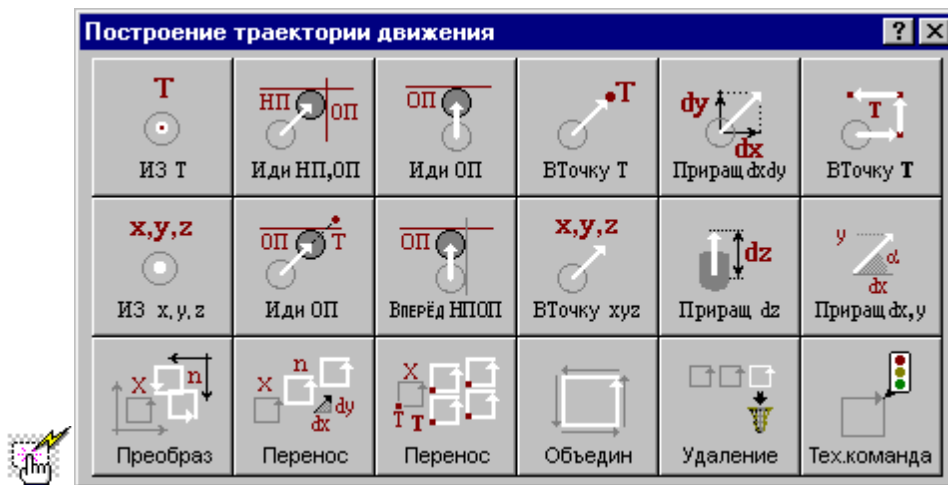 Построение траектории движения
T
НП
ОП
ОП
T
dy
dx
T
ИЗ Т
Иди НП,ОП
Иди ОП
ВТочку Т
Приращ dxdy
ВТочку Т
x,y,z
ОП
T
ОП
x,y,z
dz
y
α
dx
ИЗ x,y,z
Иди ОП
Вперёд НПОП
ВТочку xyz
Приращ dz
Приращ dx,y
X
n
X
n
dy
dx
X
T
T
Преобраз
Перенос
Перенос
Объедин
Удаление
Тех.команда